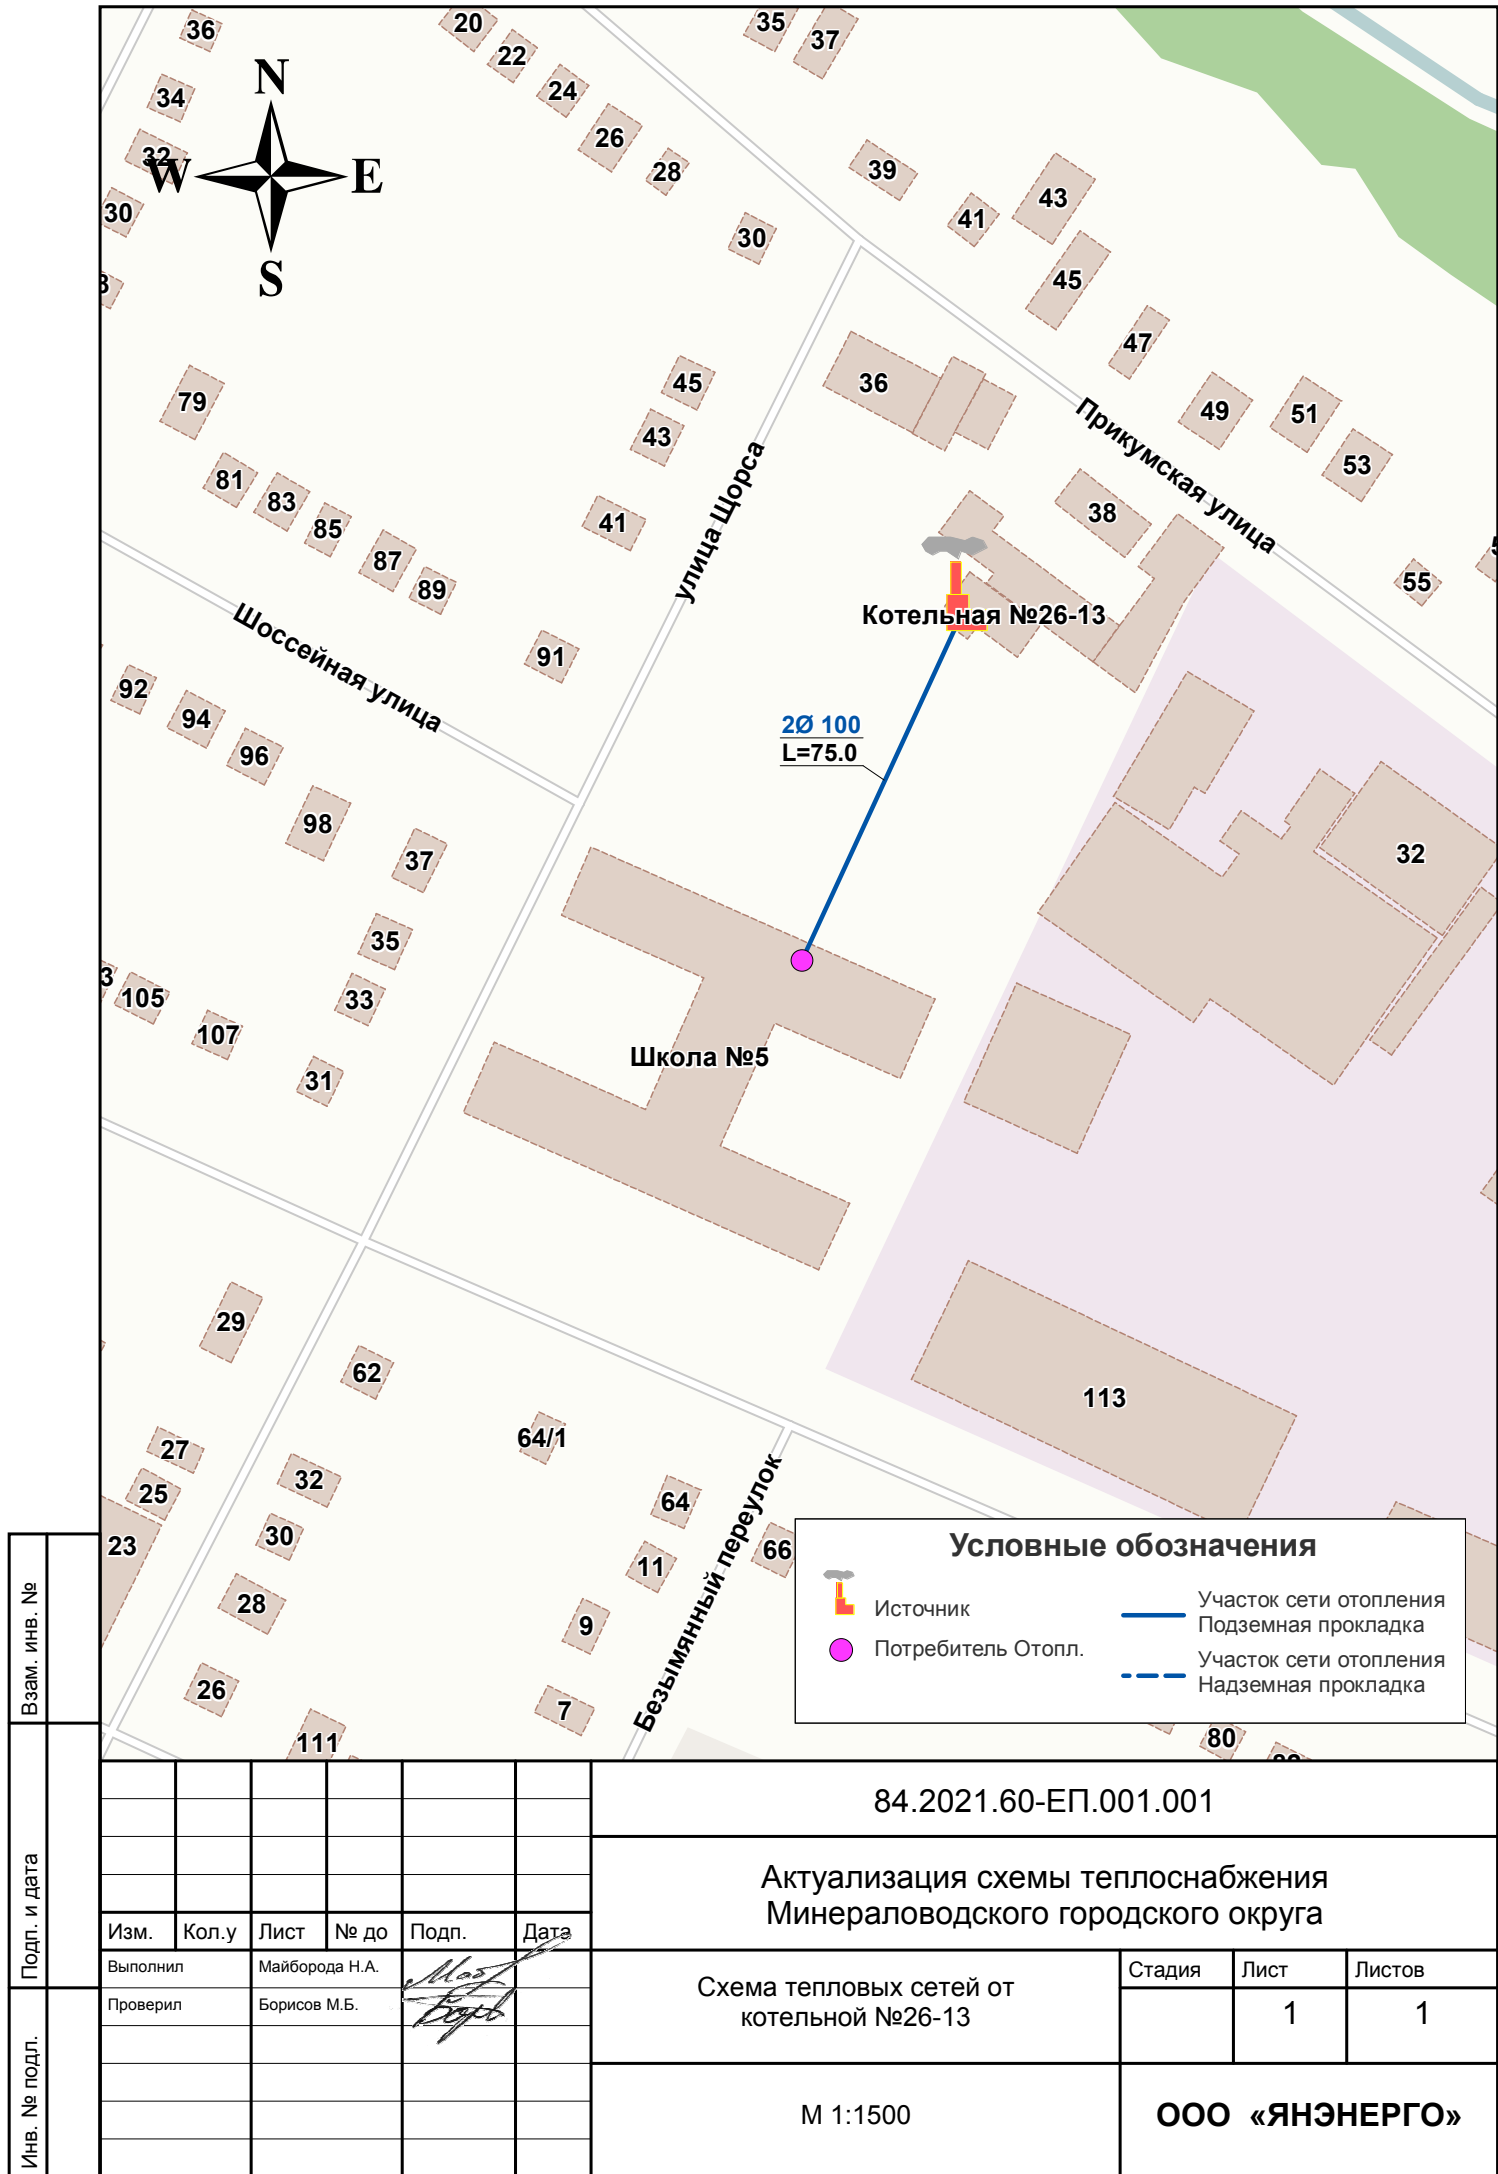 36
20
22
35
37
34
24
26
32
28
39
43
30
41
30
45
N
W
E
S
47
36
45
79
43
49
51
53
81
83
85
41
38
87
89
55
улица Щорса
Прикумская улица
Шоссейная улица
Котельная №26-13
91
92
94
96
2Ø 100
L=75.0
98
37
32
35
3
105
33
107
31
Школа №5
29
62
113
27
64/1
25
32
64
23
30
11
66
28
9
26
7
111
80
Безымянный переулок
Условные обозначения
Источник
Потребитель Отопл.
Участок сети отопления
Подземная прокладка
Участок сети отопления
Надземная прокладка
Взам. инв. №
Подп. и дата
Инв. № подл.
84.2021.60-ЕП.001.001
Актуализация схемы теплоснабжения
Минераловодского городского округа
Изм. Кол.у Лист № до Подп. Дата
Выполнил Майборода Н.А.
Проверил Борисов М.Б.
Схема тепловых сетей от
котельной №26-13
Стадия Лист Листов
1 1
М 1:1500
ООО «ЯНЭНЕРГО»